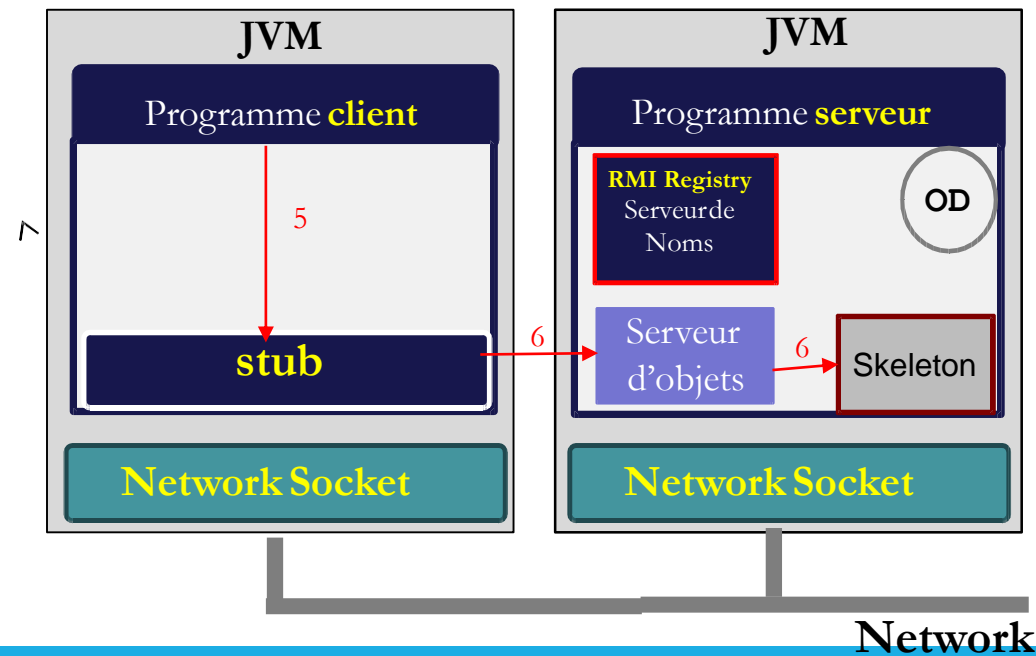 JVM
Programme client
5
stub
Network Socket
6
JVM
Programme serveur
RMI Registry
Serveurde
Noms
OD
Serveur
d'objets
6
Skeleton
Network Socket
Network